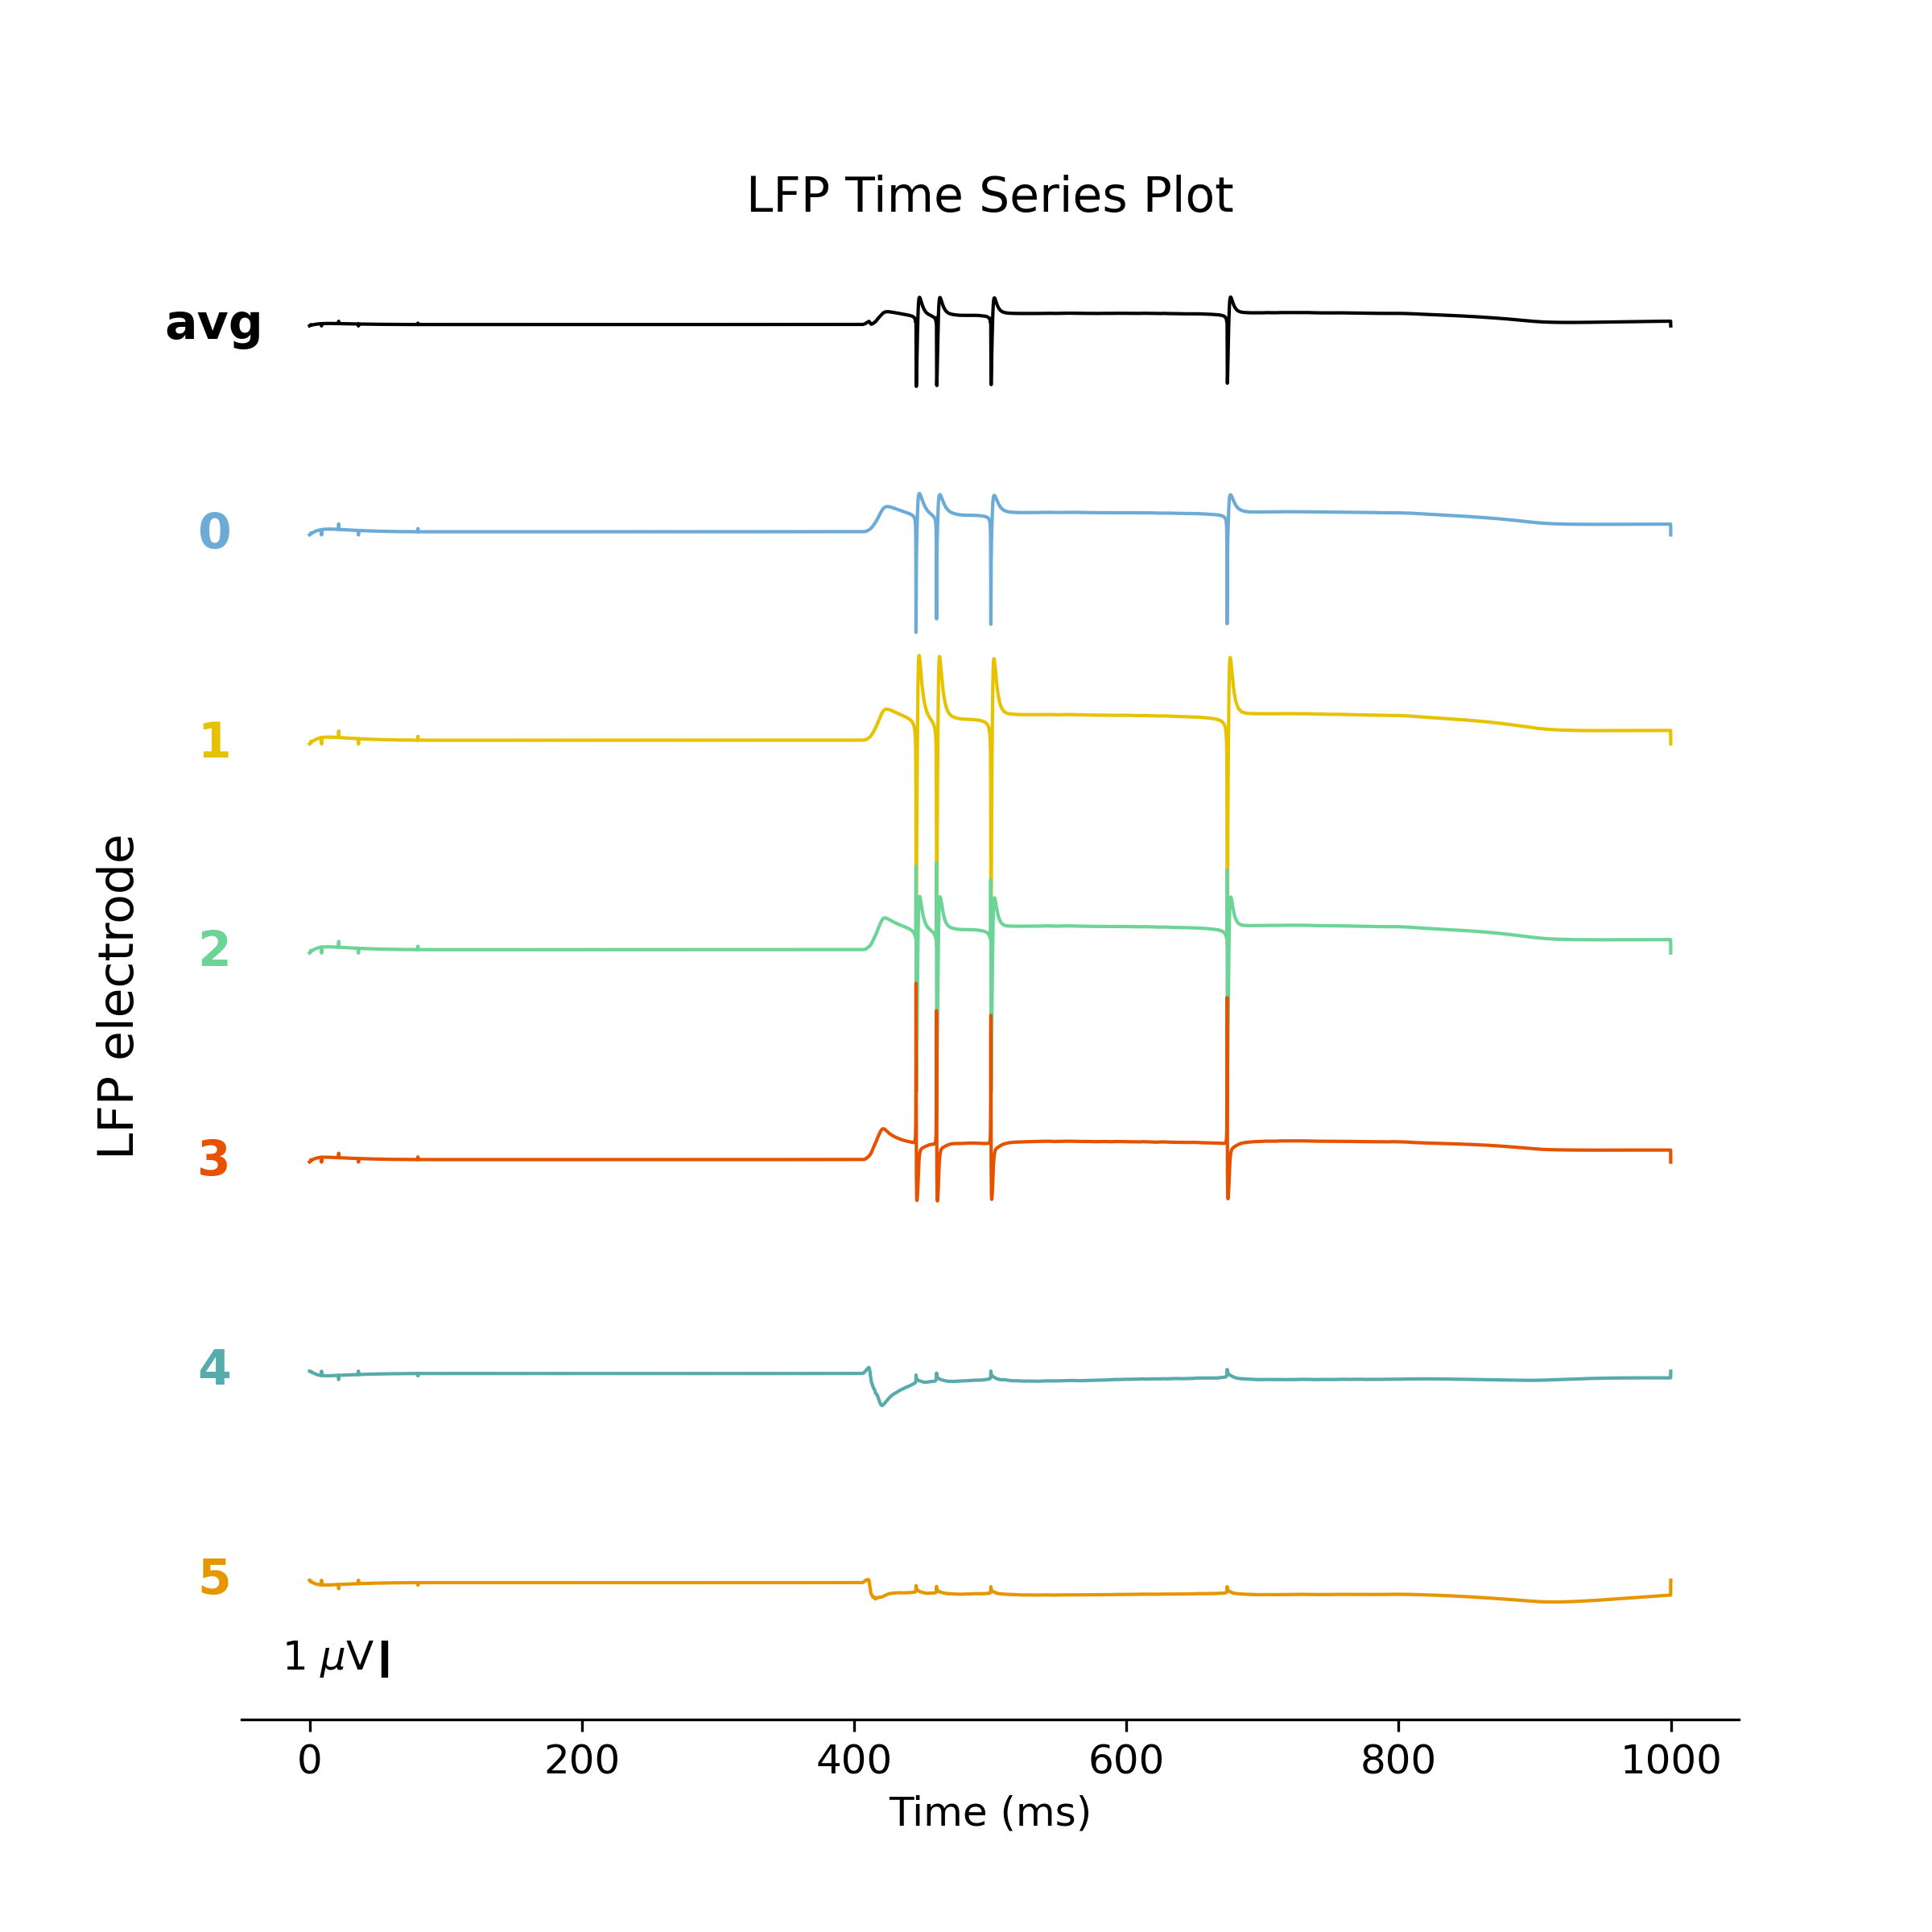 LFP Time Series Plot
avg
0
1
2
3
4
5
LFP electrode
1 μV
0 200 400 600 800 1000
Time (ms)